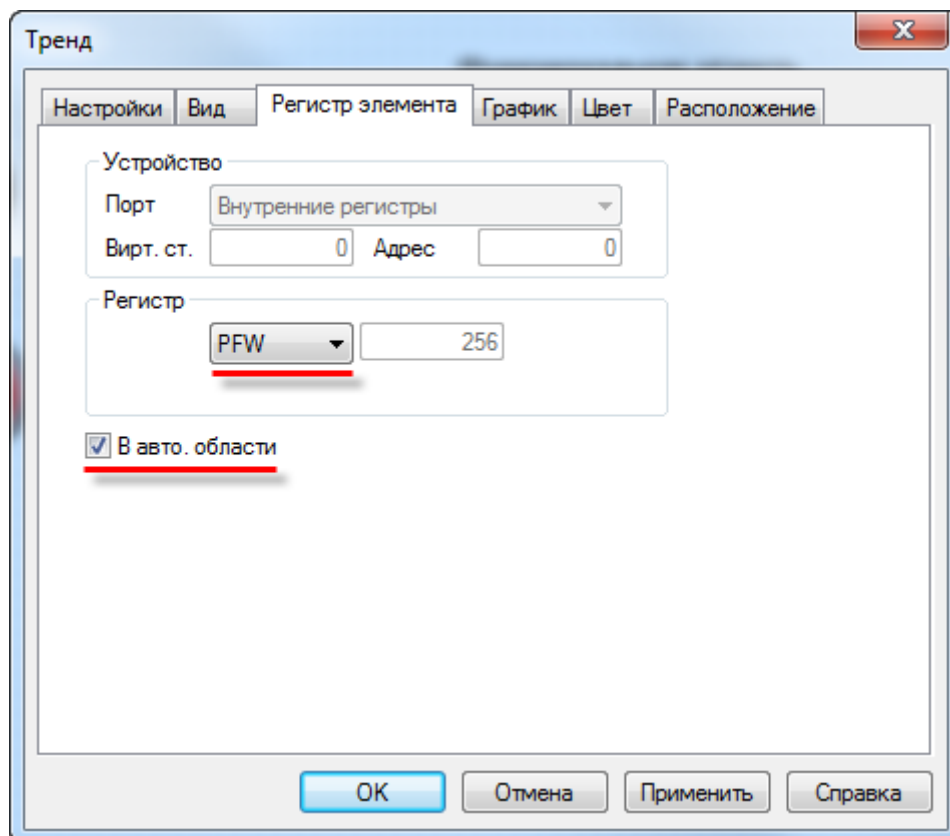 Тренд
Настройки Вид Регистр элемента График Цвет Расположение
Устройство
Порт Внутренние регистры
Вирт. ст. 0 Адрес 0
Регистр
PFW 256
В авто. области
OK Отмена Применить Справка